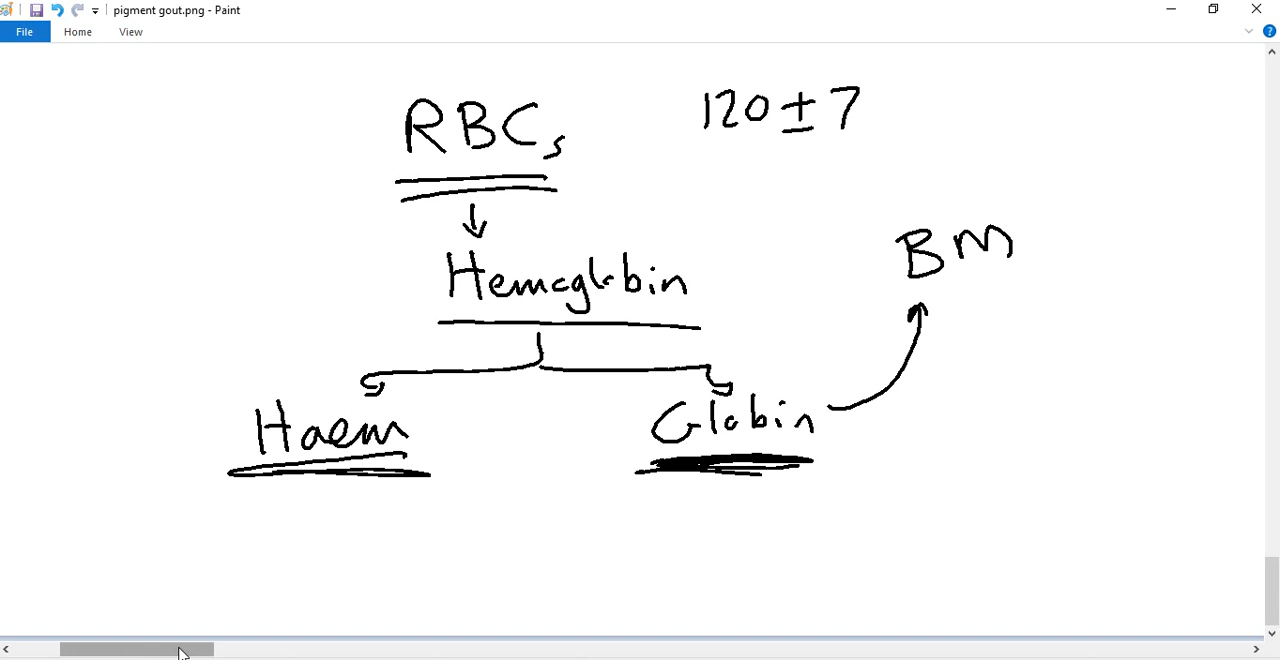 pigment gout.png - Paint
File Home View
RBCs
120 ± 7
BM
Hemoglobin
Haem
Globin